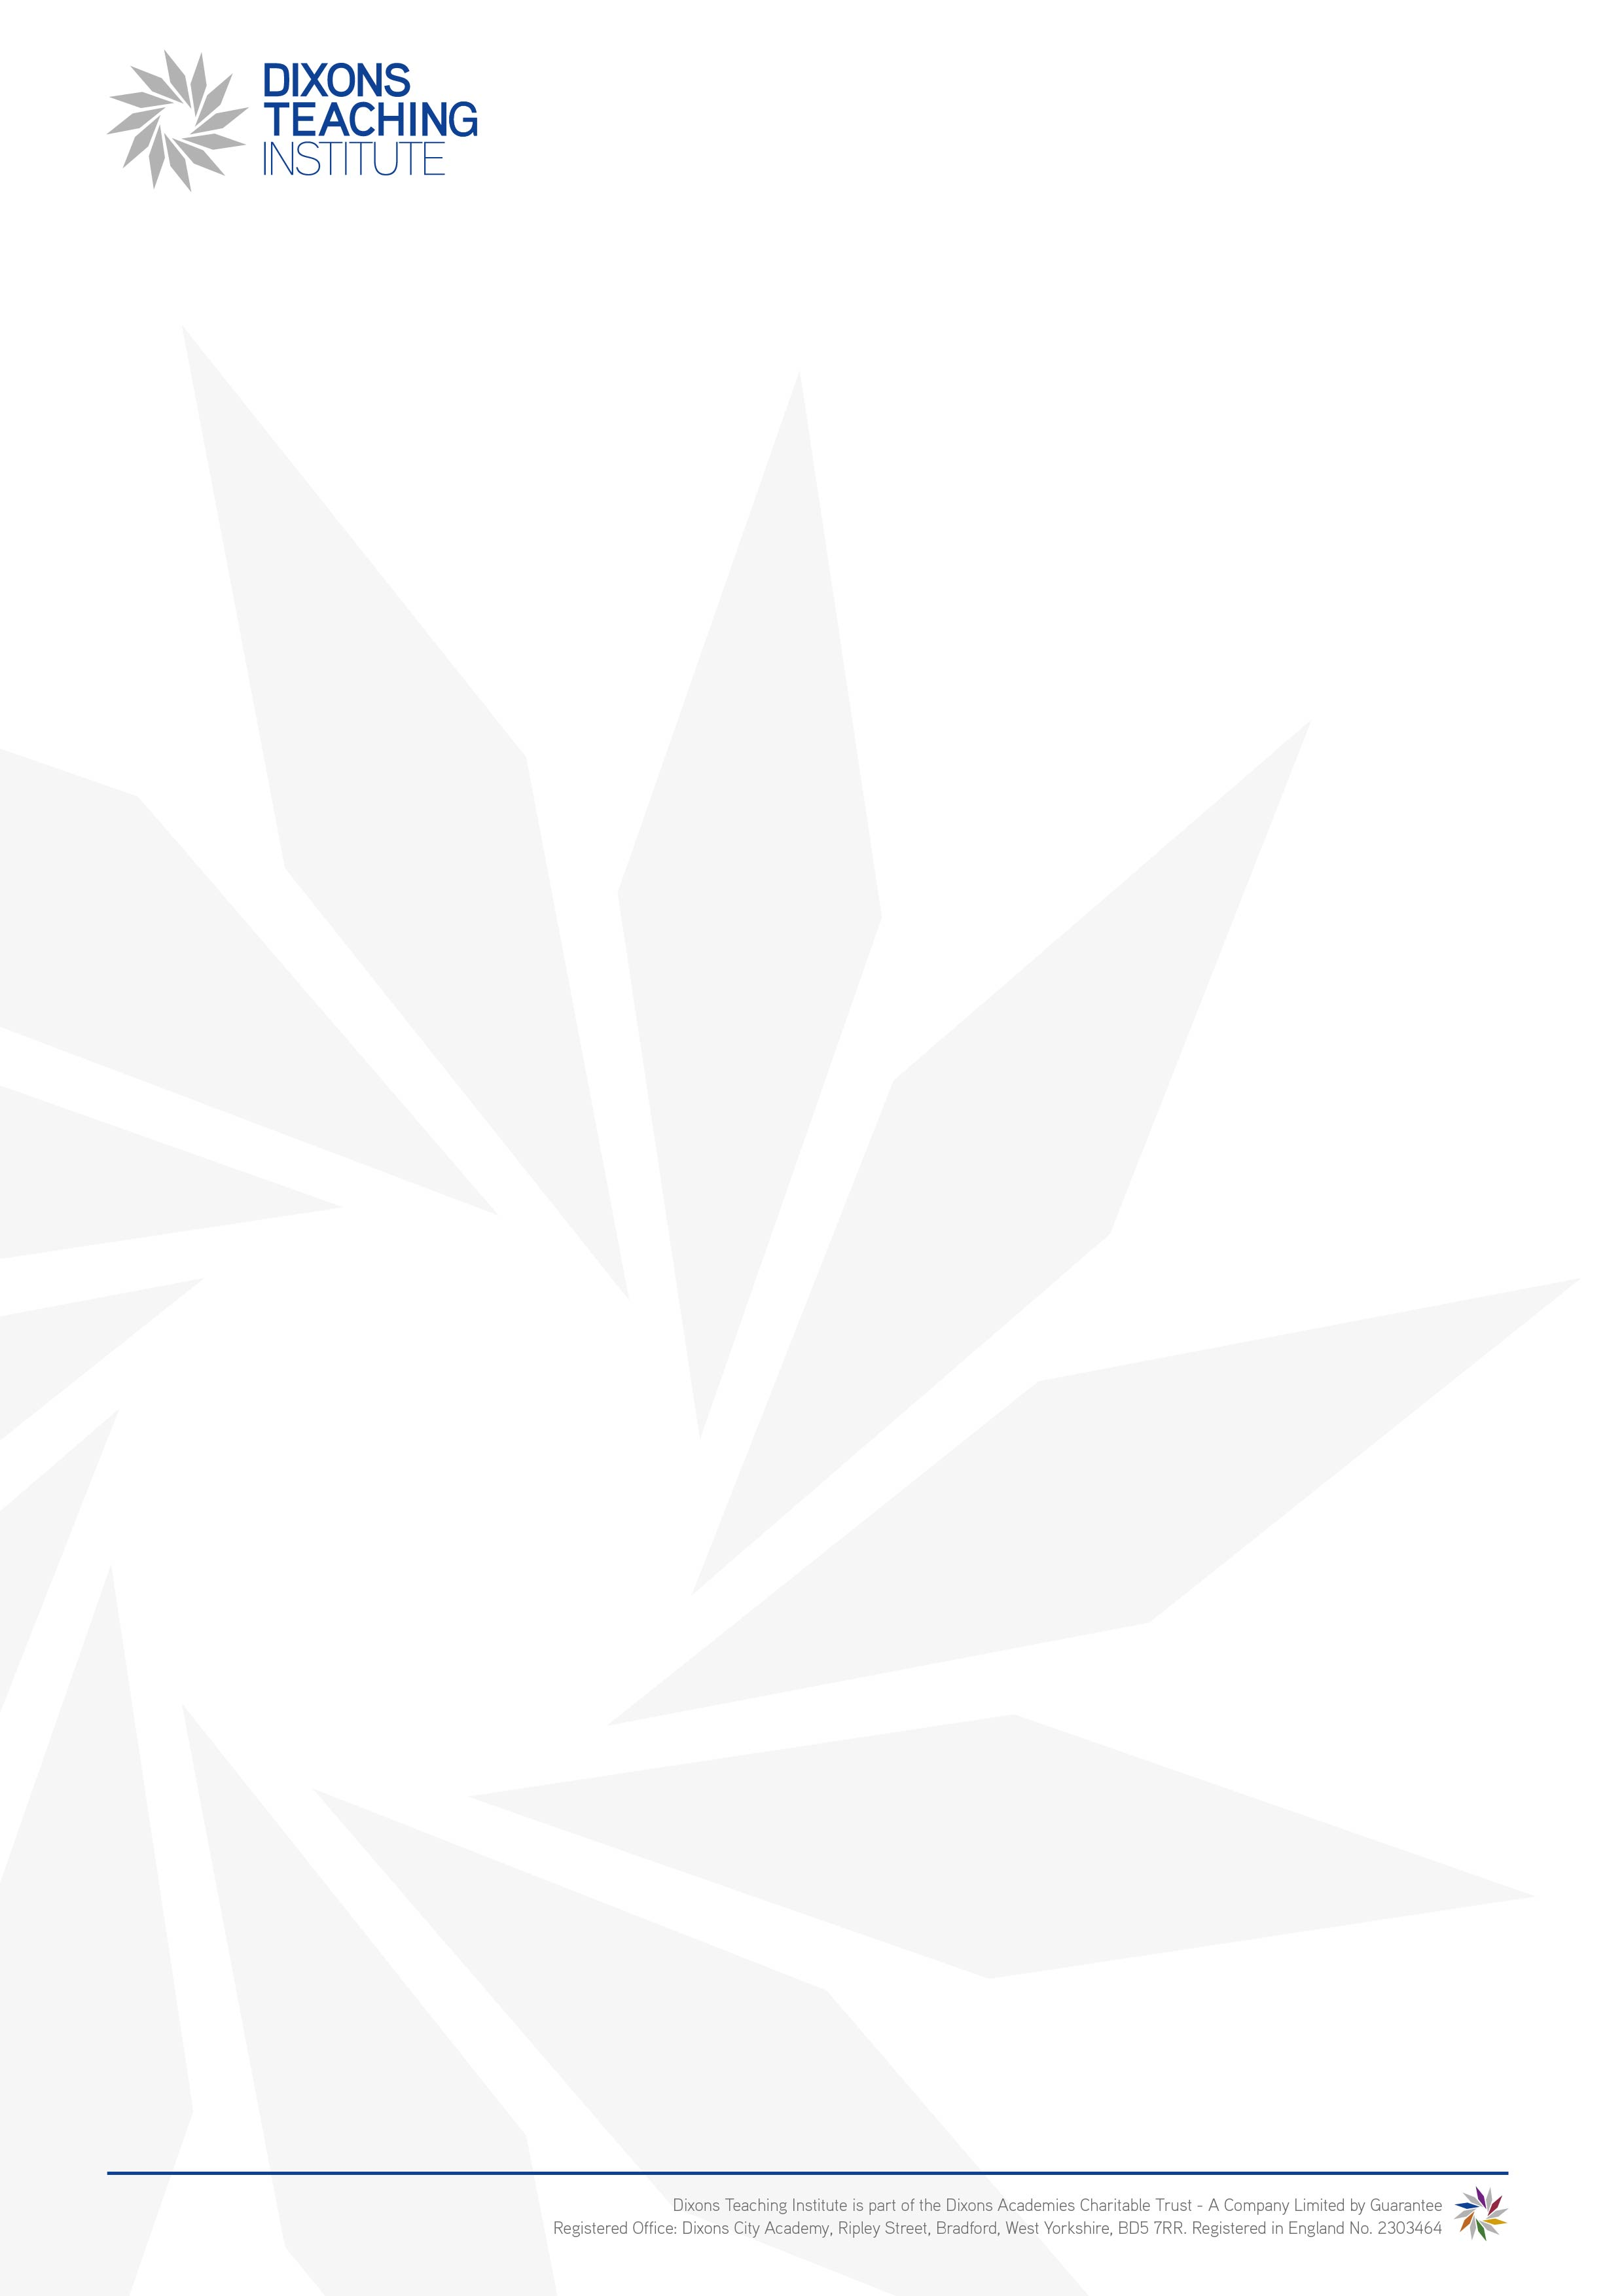 DIXONS
TEACHING
INSTITUTE
Dixons Teaching Institute is part of the Dixons Academies Charitable Trust - A Company Limited by Guarantee
Registered Office: Dixons City Academy, Ripley Street, Bradford, West Yorkshire, BD5 7RR. Registered in England No. 2303464